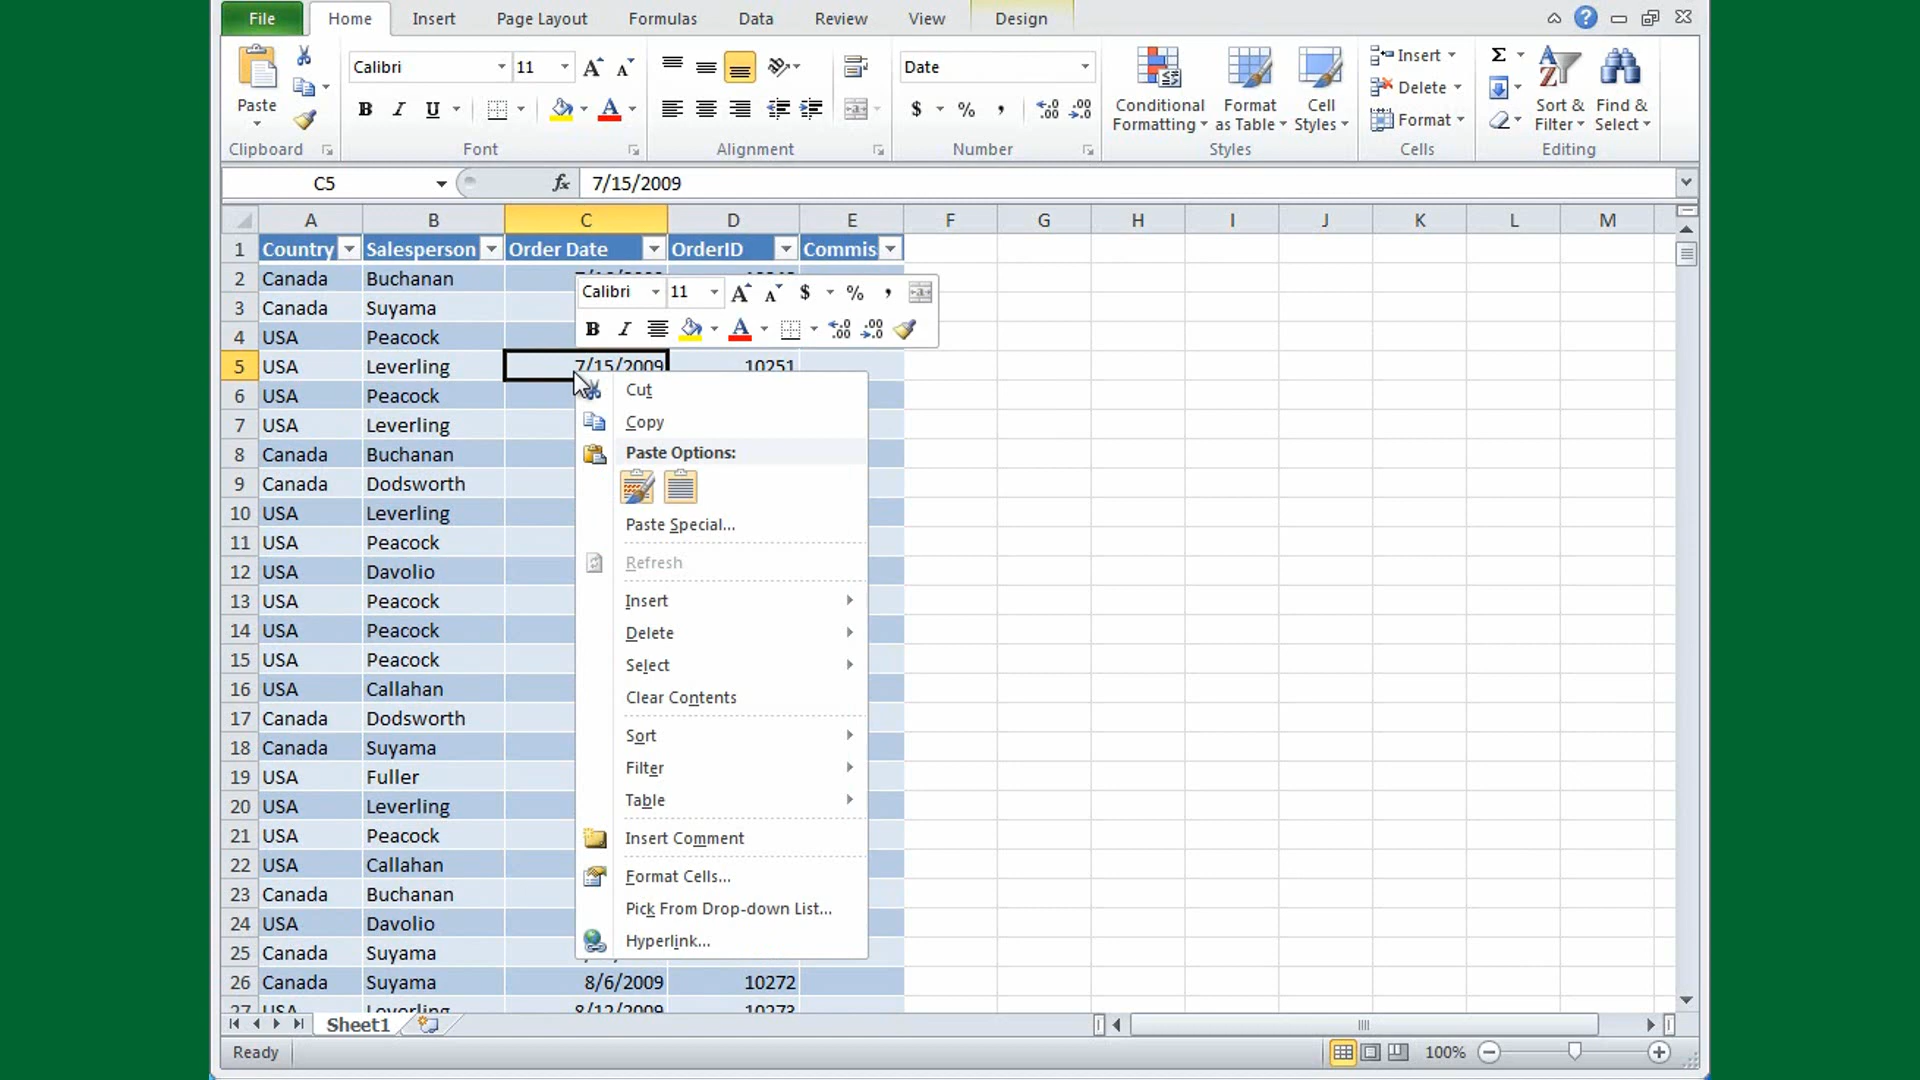 File Home Insert Page Layout Formulas Data Review View Design
Calibri 11 Date
Paste B I U $ % , Conditional Formatting Format as Table Cell Styles Insert Delete Format Σ Sort & Filter Find & Select
Clipboard Font Alignment Number Styles Cells Editing
C5 fx 7/15/2009
A B C D E F G H I J K L M
1 Country Salesperson Order Date OrderID Commis
2 Canada Buchanan
3 Canada Suyama
4 USA Peacock
5 USA Leverling 7/15/2009 10251
6 USA Peacock
7 USA Leverling
8 Canada Buchanan
9 Canada Dodsworth
10 USA Leverling
11 USA Peacock
12 USA Davolio
13 USA Peacock
14 USA Peacock
15 USA Peacock
16 USA Callahan
17 Canada Dodsworth
18 Canada Suyama
19 USA Fuller
20 USA Leverling
21 USA Peacock
22 USA Callahan
23 Canada Buchanan
24 USA Davolio
25 Canada Suyama
26 Canada Suyama 8/6/2009 10272
27 USA Leverling 8/12/2009 10273
Calibri 11 A A $ % ,
B I A
Cut
Copy
Paste Options:
Paste Special...
Refresh
Insert
Delete
Select
Clear Contents
Sort
Filter
Table
Insert Comment
Format Cells...
Pick From Drop-down List...
Hyperlink...
Sheet1
Ready 100%